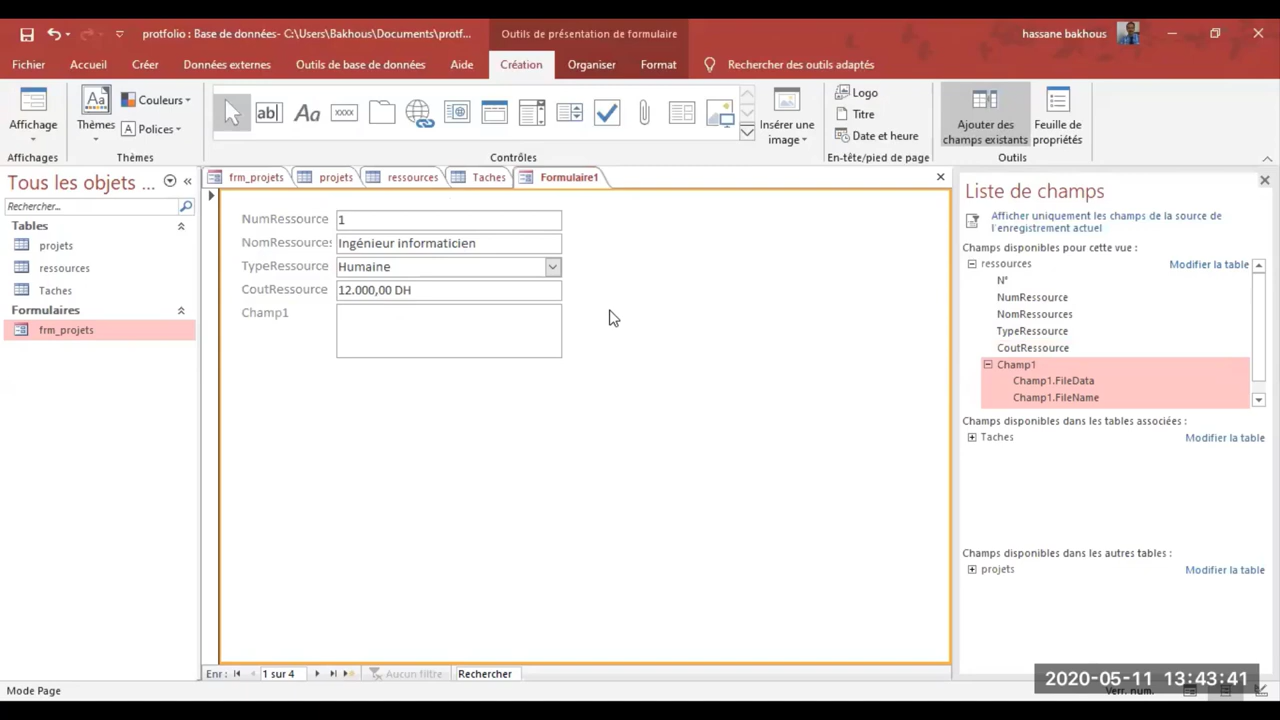 protfolio : Base de données- C:\Users\Bakhous\Documents\protf...
Outils de présentation de formulaire
hassane bakhous
Fichier
Accueil
Créer
Données externes
Outils de base de données
Aide
Création
Organiser
Format
Rechercher des outils adaptés
Affichage
Affichages
Aa
Thèmes
Couleurs
Polices
Thèmes
ab|
Aa
xxxx
Contrôles
Insérer une image
Logo
Titre
Date et heure
En-tête/pied de page
Ajouter des champs existants
Feuille de propriétés
Outils
frm_projets
projets
ressources
Taches
Formulaire1
Tous les objets ...
Rechercher...
Tables
projets
ressources
Taches
Formulaires
frm_projets
NumRessource 1
NomRessources Ingénieur informaticien
TypeRessource Humaine
CoutRessource 12.000,00 DH
Champ1
Liste de champs
Afficher uniquement les champs de la source de
l'enregistrement actuel
Champs disponibles pour cette vue :
ressources Modifier la table
N°
NumRessource
NomRessources
TypeRessource
CoutRessource
Champ1
Champ1.FileData
Champ1.FileName
Champs disponibles dans les tables associées :
Taches Modifier la table
Champs disponibles dans les autres tables :
projets Modifier la table
Enr : 1 sur 4 Aucun filtre Rechercher
Mode Page
2020-05-11 13:43:41
Verr. num.